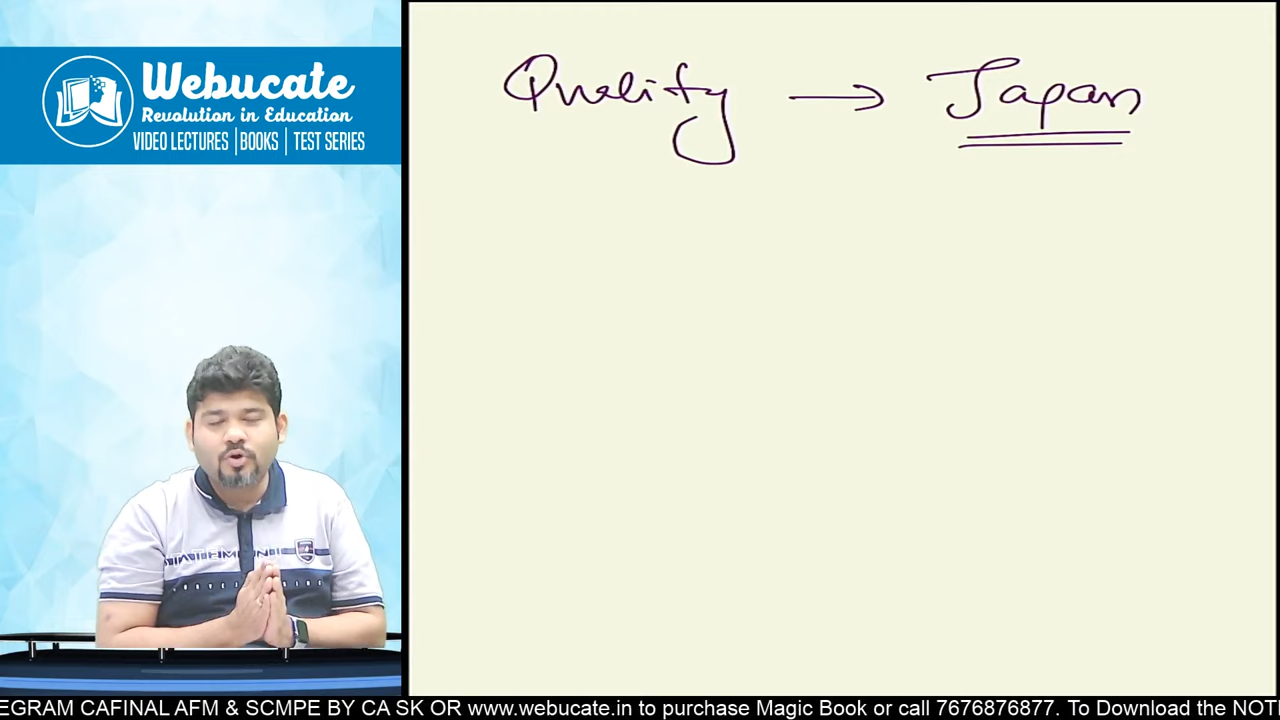 Webucate
Revolution in Education
VIDEO LECTURES | BOOKS | TEST SERIES
Quality → Japan
EGRAM CAFINAL AFM & SCMPE BY CA SK OR www.webucate.in to purchase Magic Book or call 7676876877. To Download the NOT